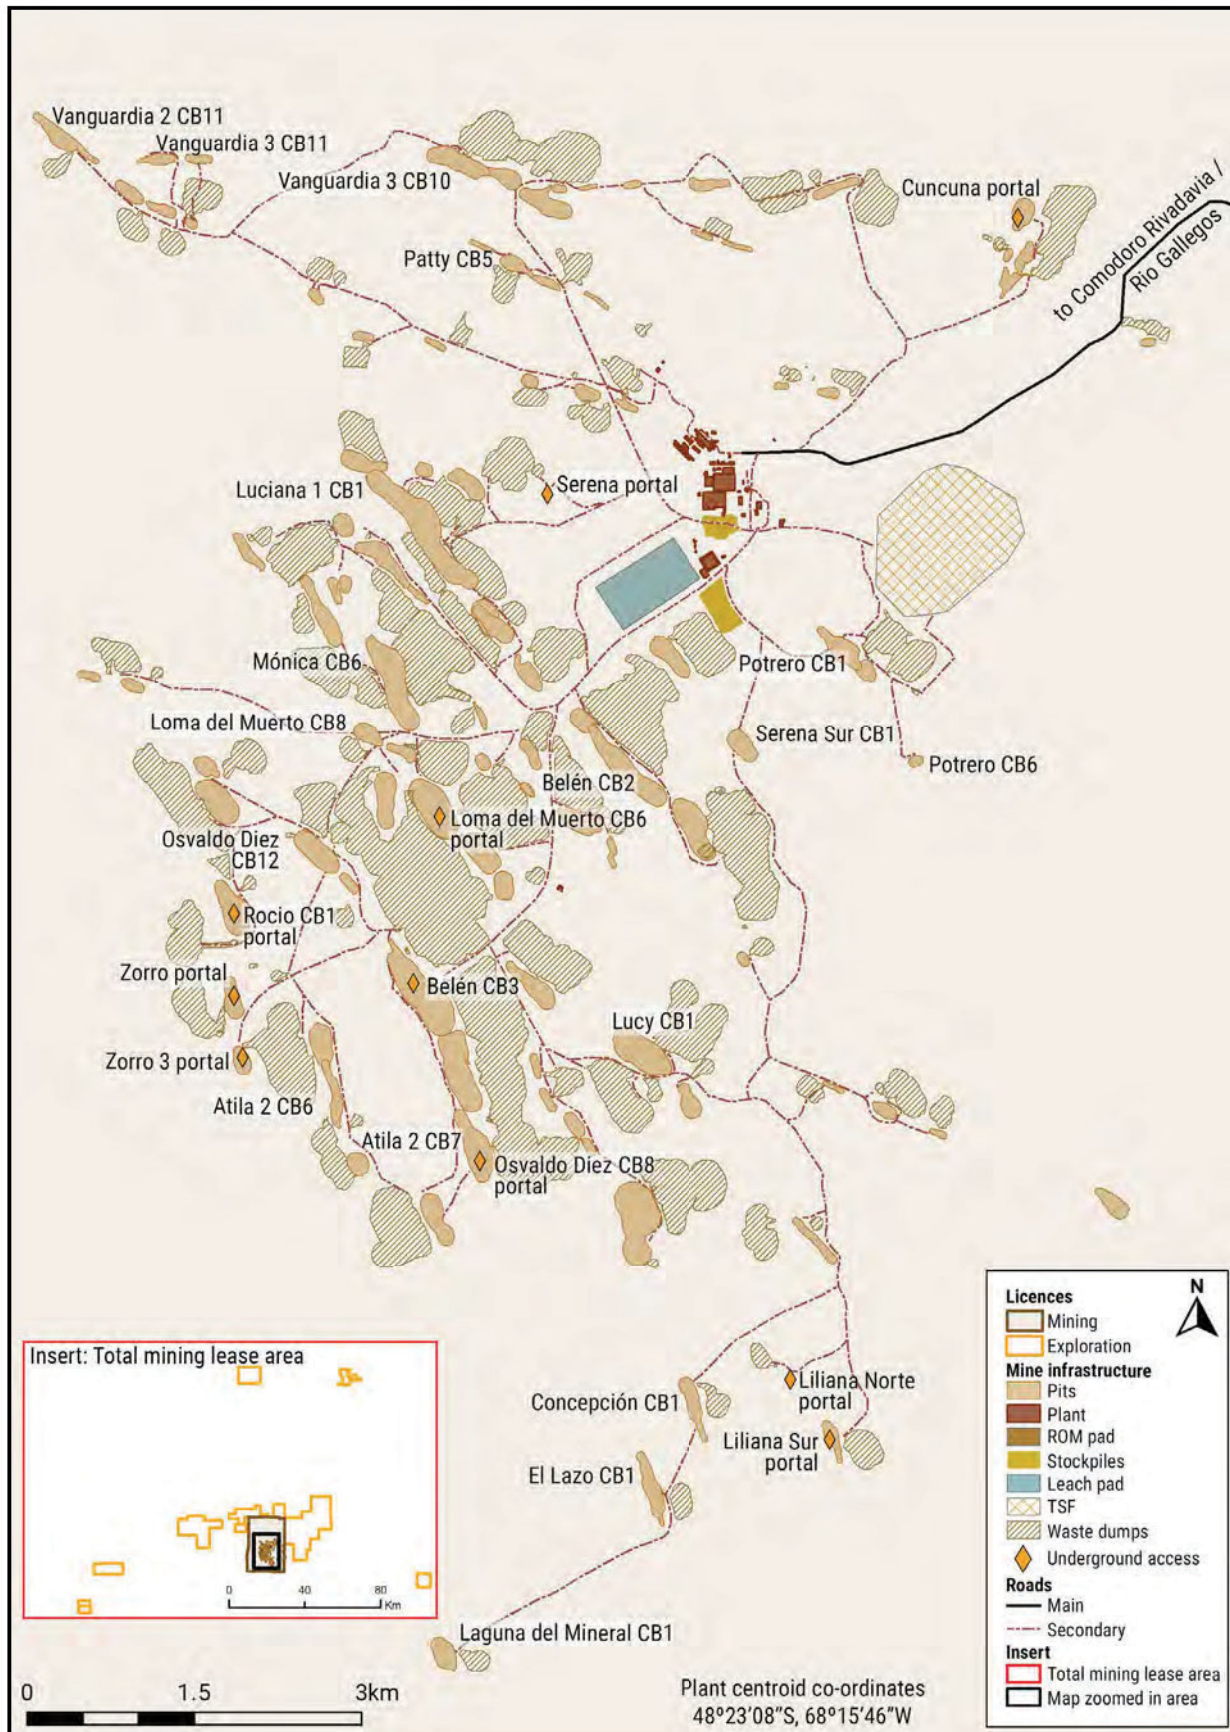 Vanguardia 2 CB11
Vanguardia 3 CB11
Vanguardia 3 CB10
Cuncuna portal
to Comodoro Rivadavia /
Rio Gallegos
Patty CB5
Luciana 1 CB1
Serena portal
Mónica CB6
Potrero CB1
Loma del Muerto CB8
Serena Sur CB1
Potrero CB6
Belén CB2
Loma del Muerto CB6
portal
Osvaldo Diez
CB12
Rocio CB1
portal
Zorro portal
Belén CB3
Lucy CB1
Zorro 3 portal
Atila 2 CB6
Atila 2 CB7
Osvaldo Diez CB8
portal
Liliana Norte
portal
Concepción CB1
Liliana Sur
portal
El Lazo CB1
Laguna del Mineral CB1
Insert: Total mining lease area
0 40 80
Km
0 1.5 3km
Plant centroid co-ordinates
48º23'08"S, 68º15'46"W
N
Licences
Mining
Exploration
Mine infrastructure
Pits
Plant
ROM pad
Stockpiles
Leach pad
TSF
Waste dumps
Underground access
Roads
Main
Secondary
Insert
Total mining lease area
Map zoomed in area